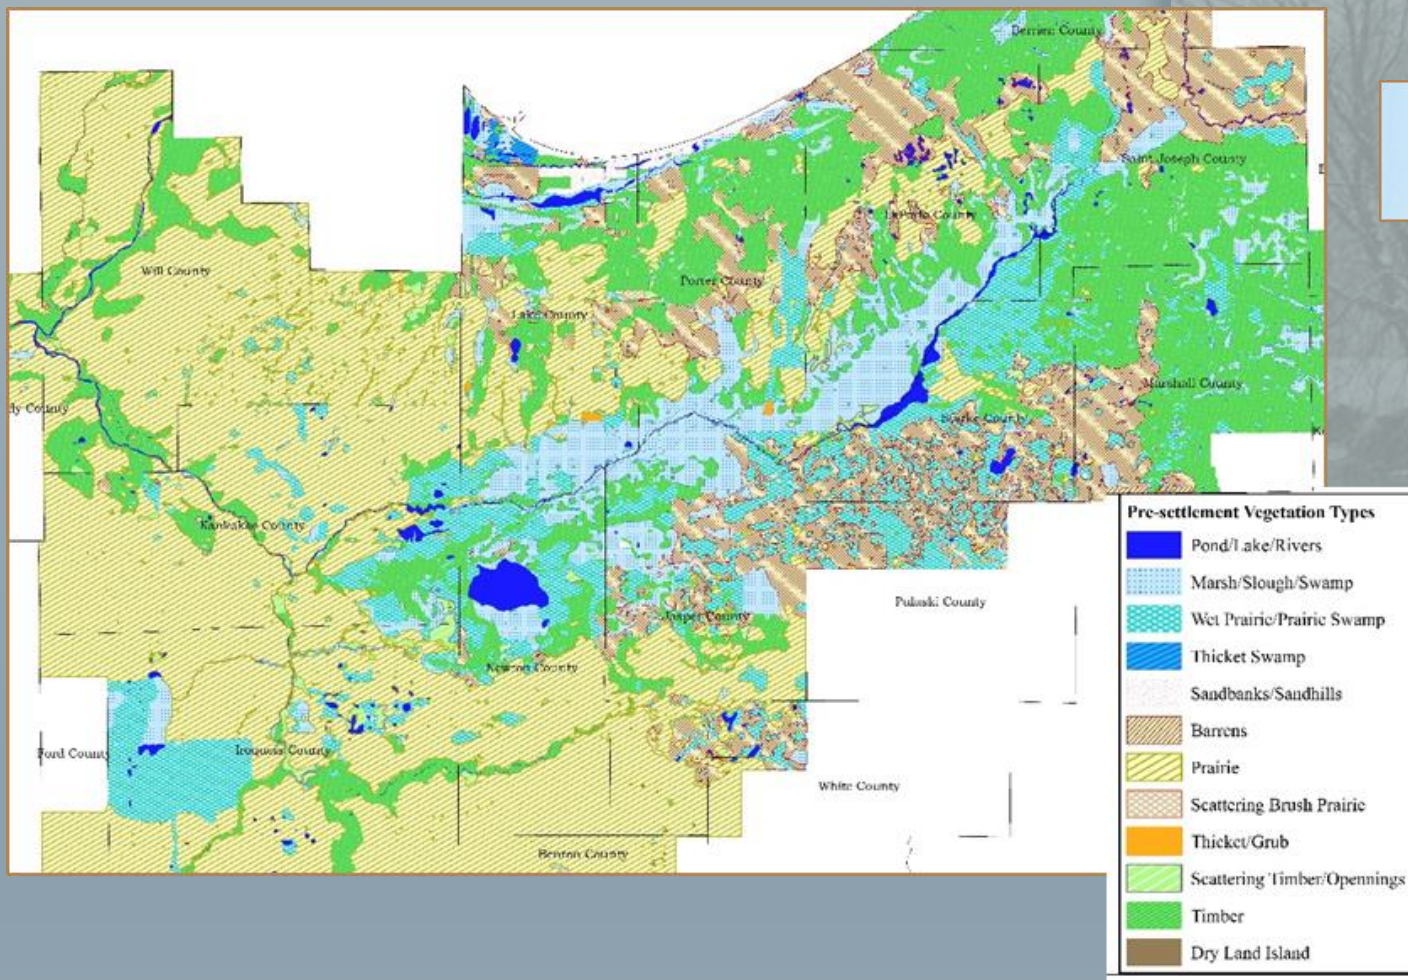 Berrien County
Saint Joseph County
LaPorte County
Will County
Porter County
Lake County
Marshall County
dy County
Starke County
Kankakee County
Pulaski County
Jasper County
Newton County
Ford County
Iroquois County
White County
Benton County
Pre-settlement Vegetation Types
Pond/Lake/Rivers
Marsh/Slough/Swamp
Wet Prairie/Prairie Swamp
Thicket Swamp
Sandbanks/Sandhills
Barrens
Prairie
Scattering Brush Prairie
Thicket/Grub
Scattering Timber/Opennings
Timber
Dry Land Island